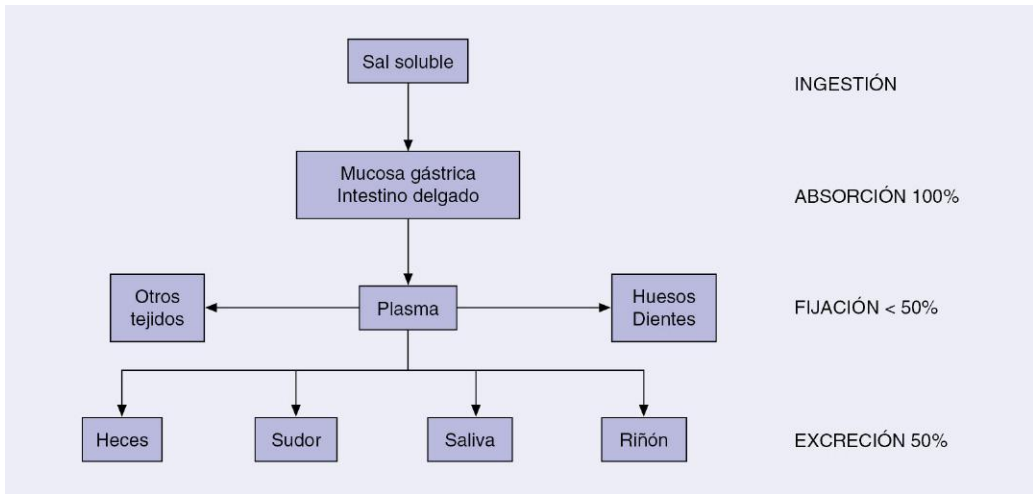 Sal soluble
INGESTIÓN
Mucosa gástrica
Intestino delgado
ABSORCIÓN 100%
Otros
tejidos
Plasma
Huesos
Dientes
FIJACIÓN < 50%
Heces
Sudor
Saliva
Riñón
EXCRECIÓN 50%